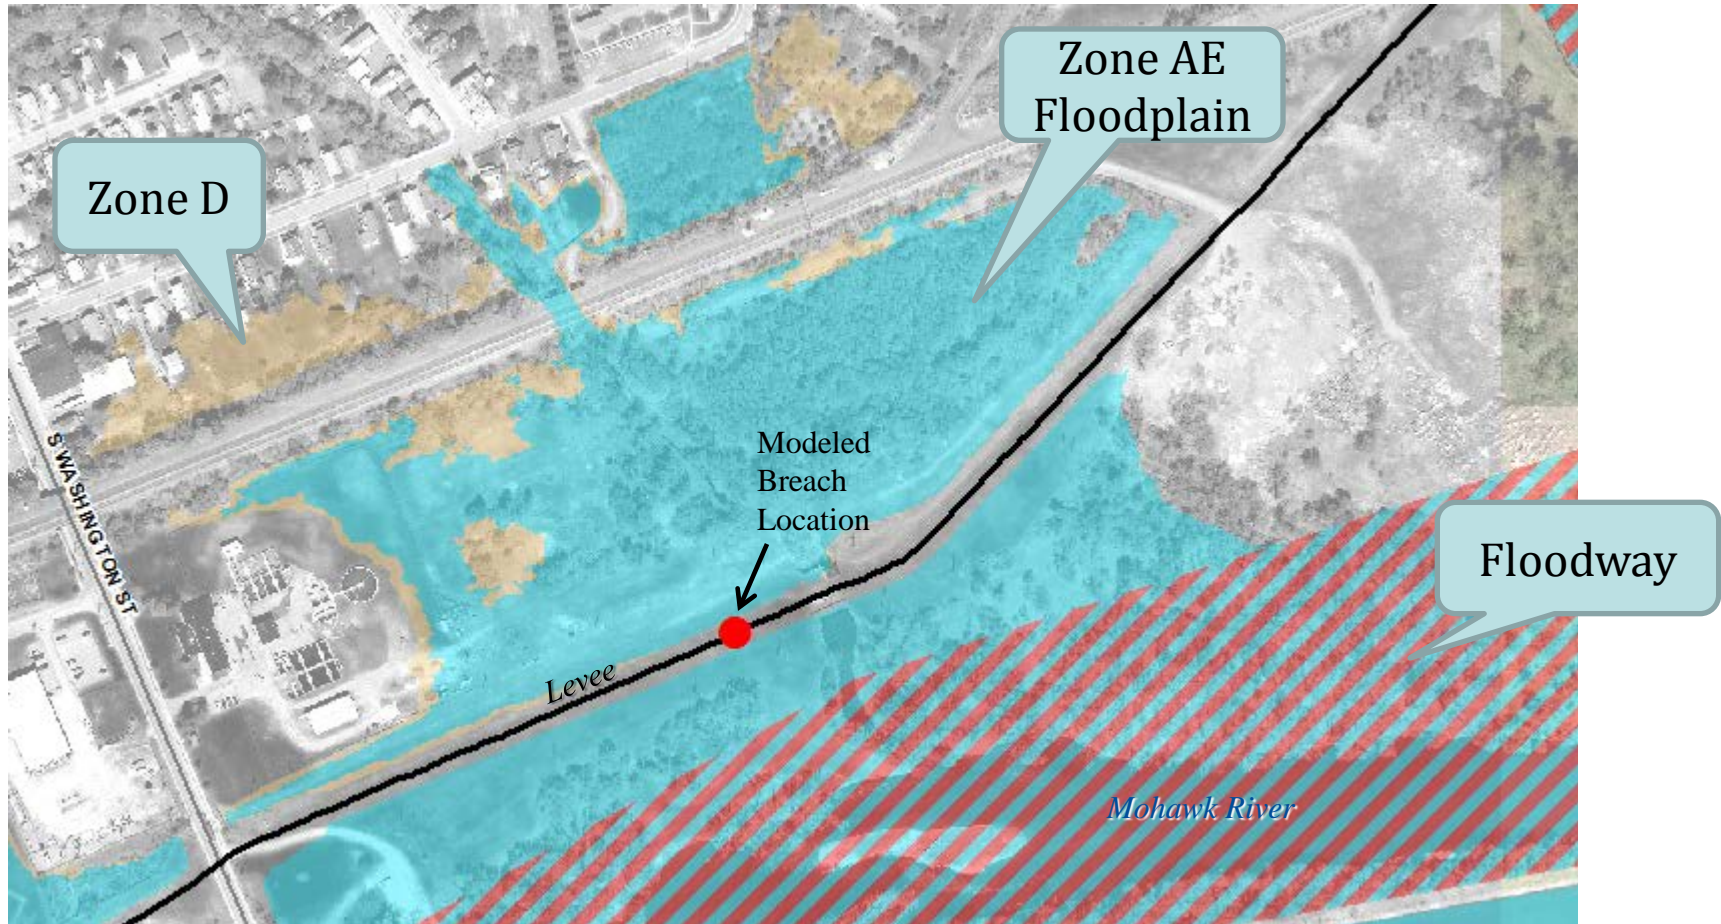 Zone AE
Floodplain
Zone D
Modeled
Breach
Location
S WASHINGTON ST
Floodway
Levee
Mohawk River